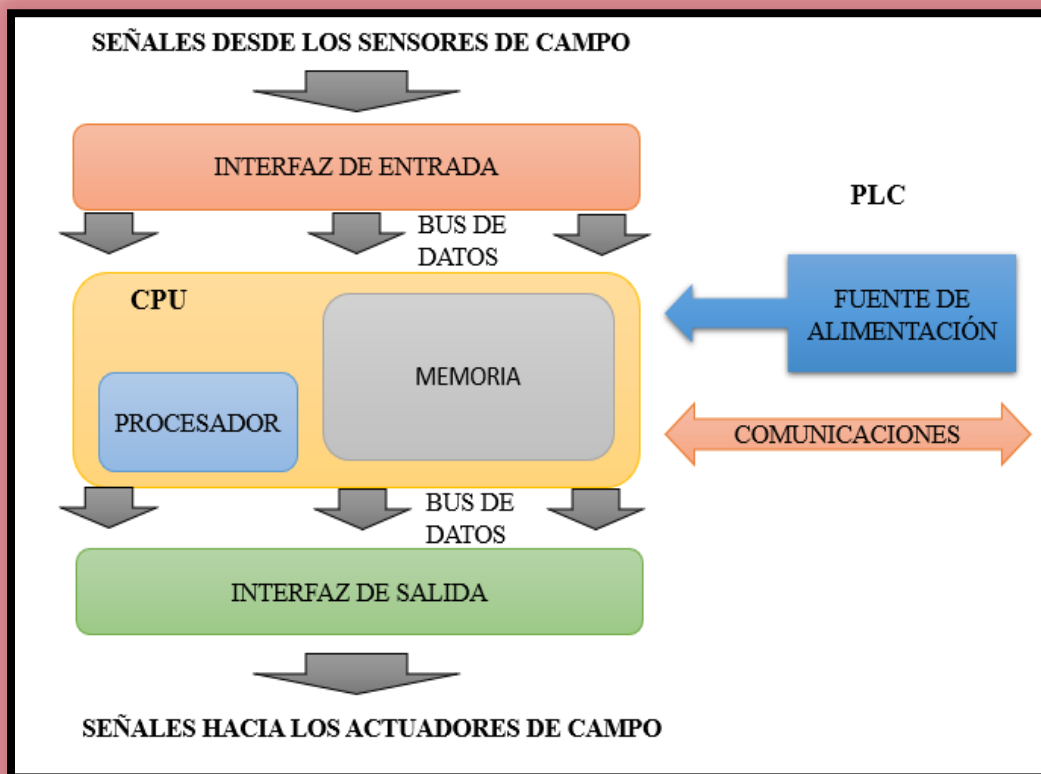 SEÑALES DESDE LOS SENSORES DE CAMPO
INTERFAZ DE ENTRADA
BUS DE
DATOS
PLC
CPU
MEMORIA
PROCESADOR
FUENTE DE
ALIMENTACIÓN
COMUNICACIONES
BUS DE
DATOS
INTERFAZ DE SALIDA
SEÑALES HACIA LOS ACTUADORES DE CAMPO